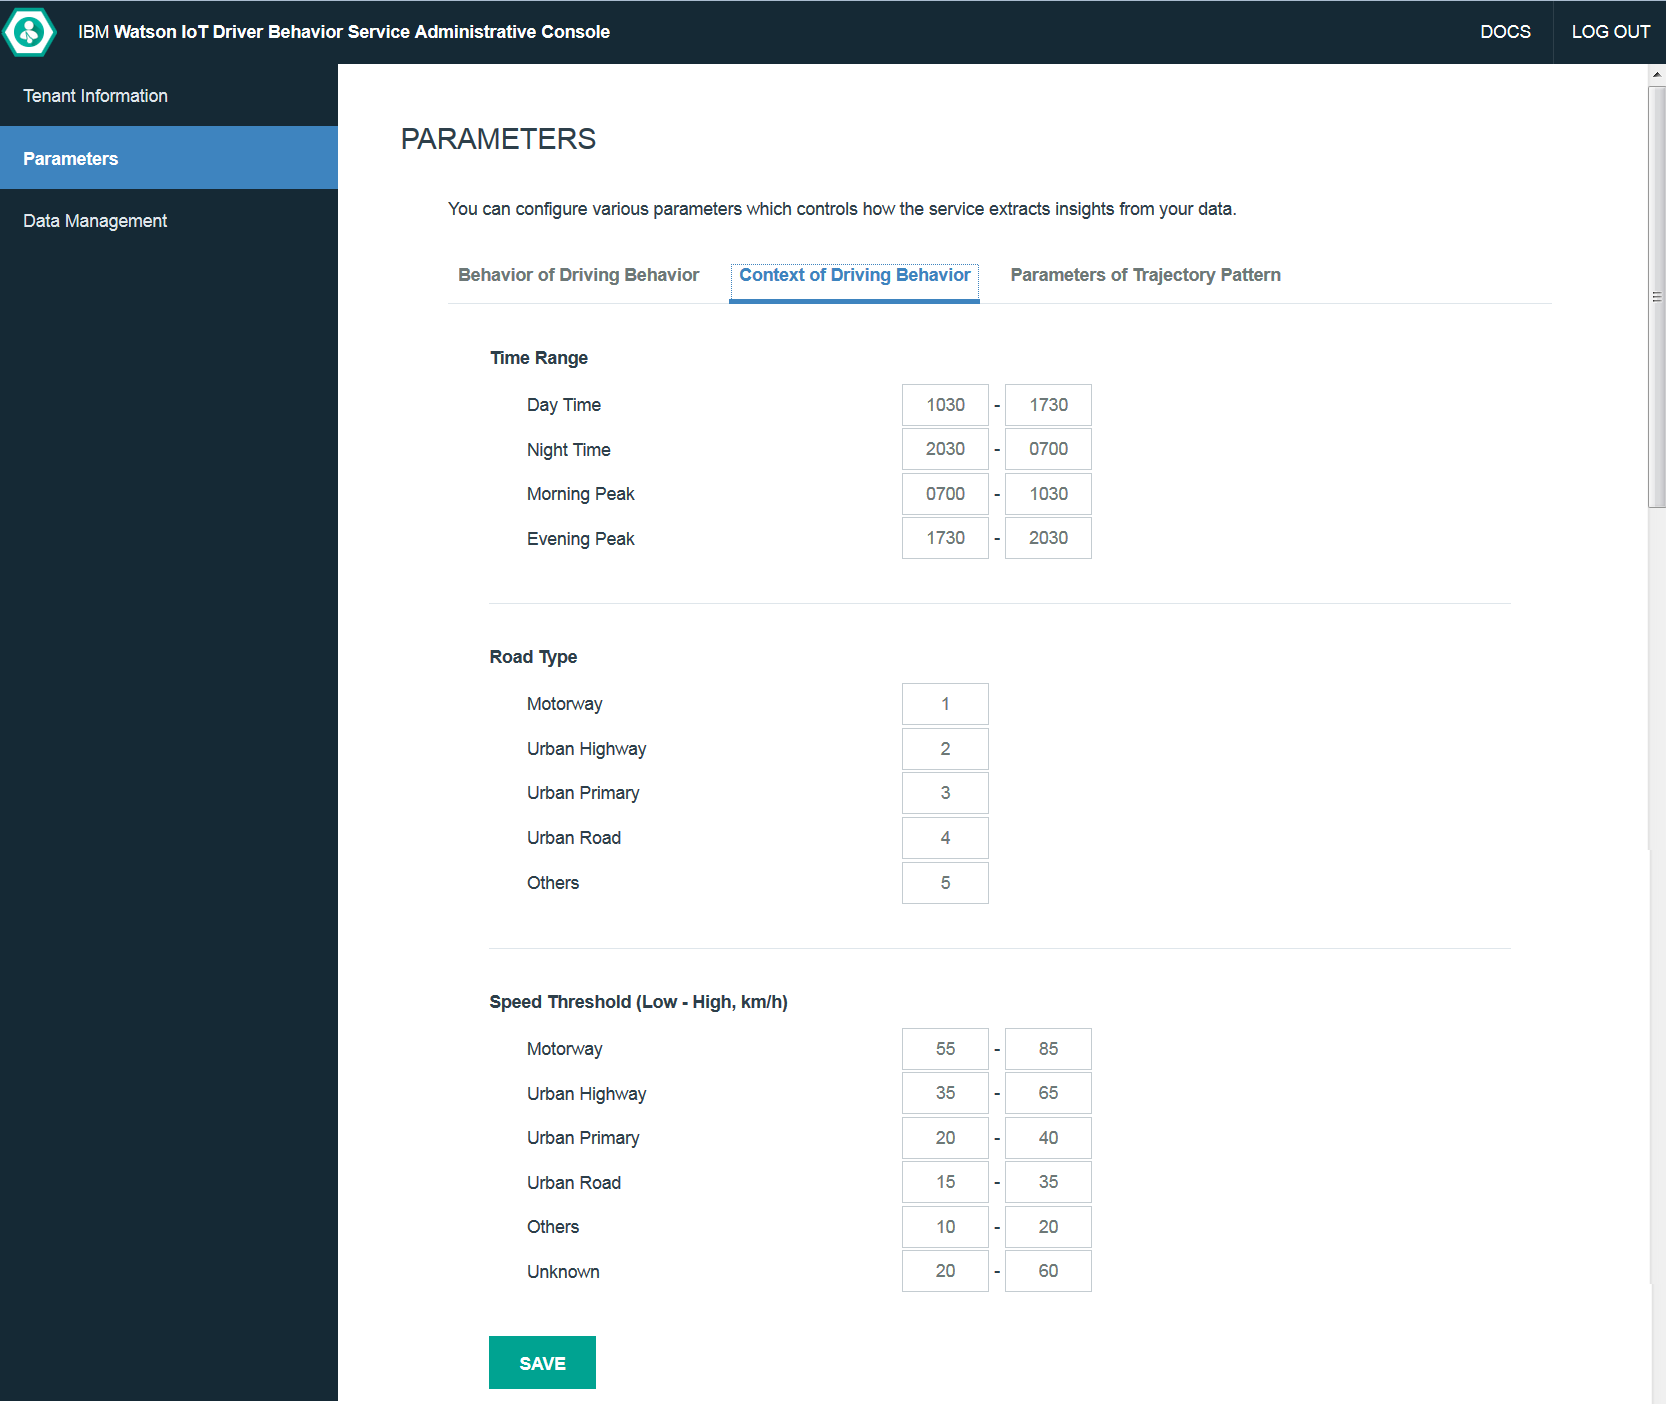 IBM Watson IoT Driver Behavior Service Administrative Console
DOCS
LOG OUT
Tenant Information
Parameters
Data Management
PARAMETERS
You can configure various parameters which controls how the service extracts insights from your data.
Behavior of Driving Behavior
Context of Driving Behavior
Parameters of Trajectory Pattern
Time Range
Day Time 1030 - 1730
Night Time 2030 - 0700
Morning Peak 0700 - 1030
Evening Peak 1730 - 2030
Road Type
Motorway 1
Urban Highway 2
Urban Primary 3
Urban Road 4
Others 5
Speed Threshold (Low - High, km/h)
Motorway 55 - 85
Urban Highway 35 - 65
Urban Primary 20 - 40
Urban Road 15 - 35
Others 10 - 20
Unknown 20 - 60
SAVE